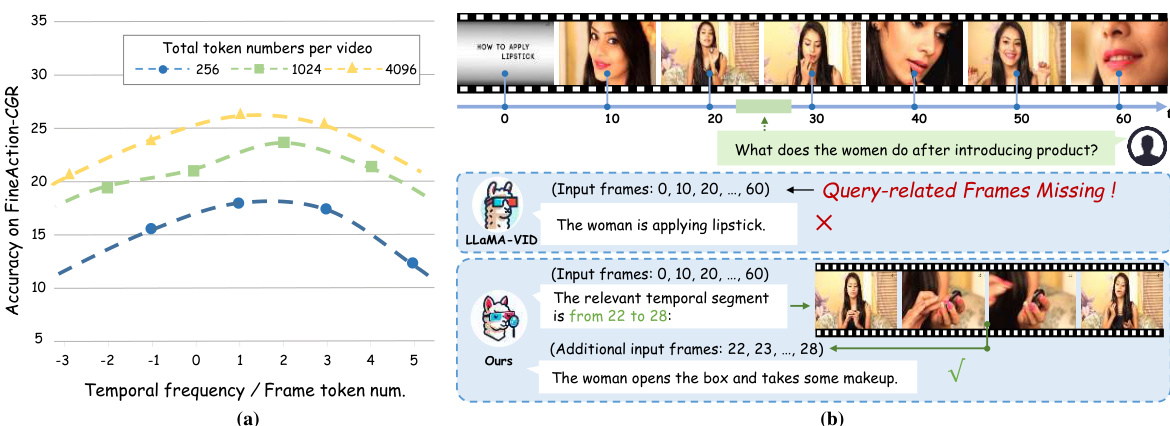 35
30
25
20
15
10
5
Accuracy on FineAction-CGR
Total token numbers per video
256 1024 4096
-3 -2 -1 0 1 2 3 4 5
Temporal frequency / Frame token num.
(a)
HOW TO APPLY
LIPSTICK
0 10 20 30 40 50 60
What does the women do after introducing product?
(Input frames: 0, 10, 20, ..., 60)
Query-related Frames Missing !
LLaMA-VID
The woman is applying lipstick.
(Input frames: 0, 10, 20, ..., 60)
The relevant temporal segment
is from 22 to 28:
Ours
(Additional input frames: 22, 23, ..., 28)
The woman opens the box and takes some makeup.
(b)